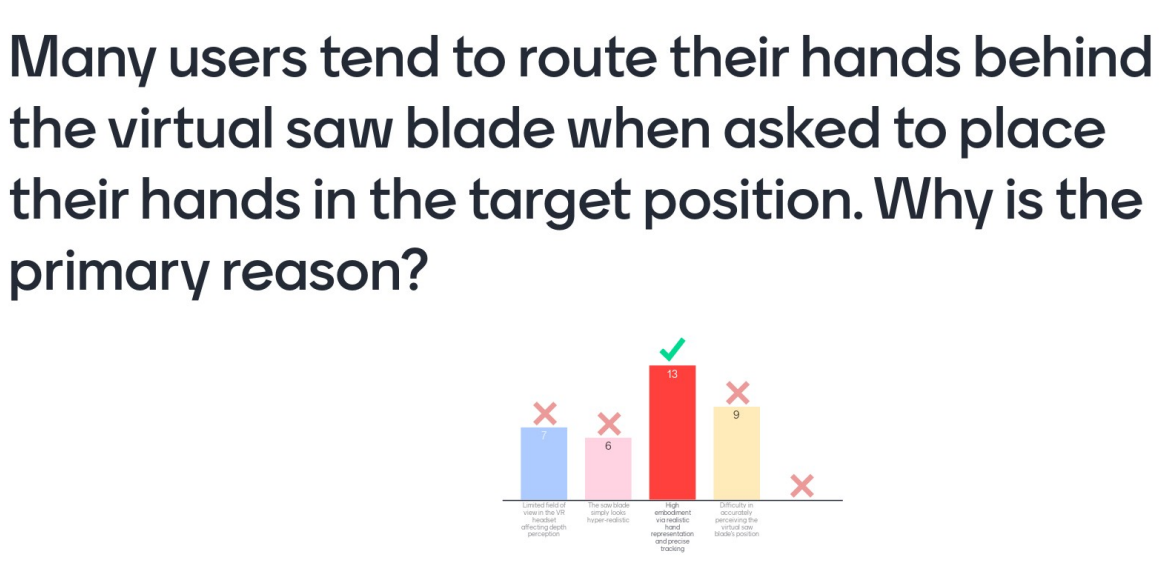 Many users tend to route their hands behind
the virtual saw blade when asked to place
their hands in the target position. Why is the
primary reason?
13
9
7
6
Limited field of
view in the VR
headset
affecting depth
perception
The saw blade
simply looks
hyper-realistic
High
embodiment
via realistic
hand
representation
and precise
tracking
Difficulty in
accurately
perceiving the
virtual saw
blade's position